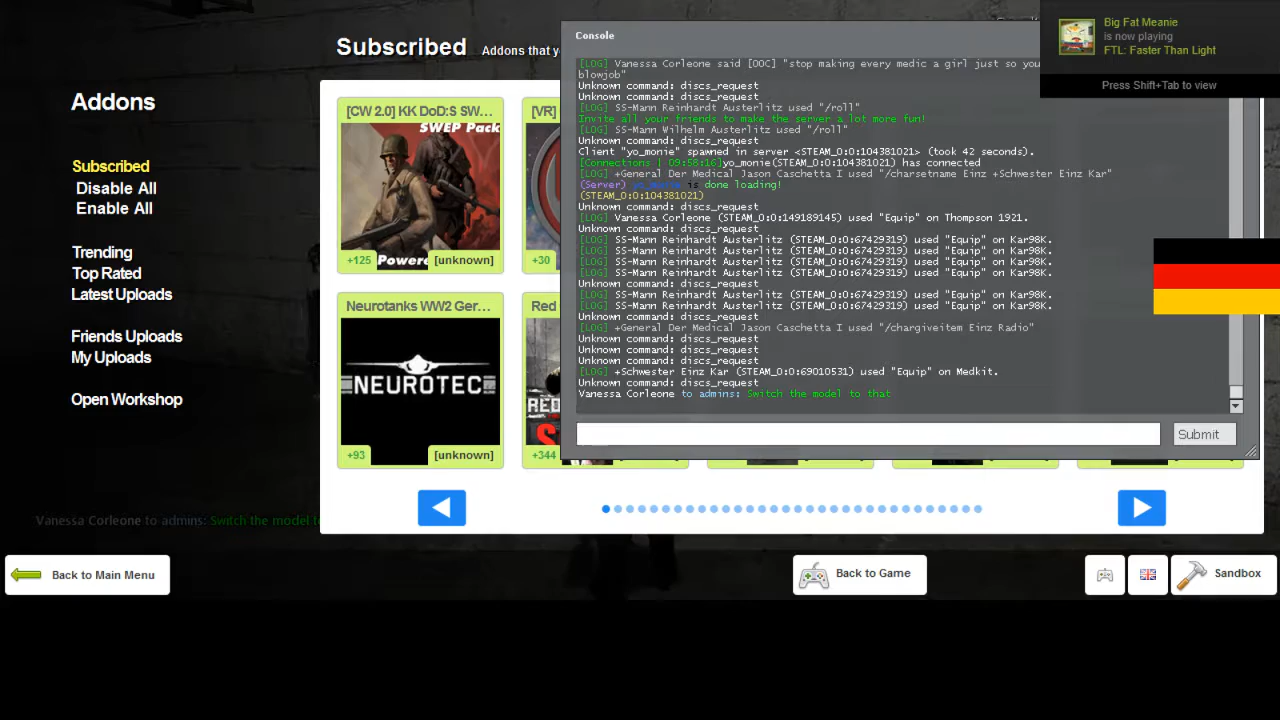 Subscribed
Addons that y
Addons
Subscribed
Disable All
Enable All
Trending
Top Rated
Latest Uploads
Friends Uploads
My Uploads
Open Workshop
[CW 2.0] KK DoD:S SW...
SWEP Pack
+125
Powere
[unknown]
[VR]
+30
Neurotanks WW2 Ger...
NEUROTEC
+93
[unknown]
Red
RED
+344
Console
[LOG] Vanessa Corleone said [OOC] "stop making every medic a girl just so you
blowjob"
Unknown command: discs_request
Unknown command: discs_request
[LOG] SS-Mann Reinhardt Austerlitz used "/roll"
Invite all your friends to make the server a lot more fun!
[LOG] SS-Mann Wilhelm Austerlitz used "/roll"
Unknown command: discs_request
Client "yo_monie" spawned in server <STEAM_0:0:104381021> (took 42 seconds).
[Connections | 09:58:16]yo_monie(STEAM_0:0:104381021) has connected
[LOG] +General Der Medical Jason Caschetta I used "/charsetname Einz +Schwester Einz Kar"
(Server) yo_monie is done loading!
(STEAM_0:0:104381021)
Unknown command: discs_request
[LOG] Vanessa Corleone (STEAM_0:0:149189145) used "Equip" on Thompson 1921.
Unknown command: discs_request
[LOG] SS-Mann Reinhardt Austerlitz (STEAM_0:0:67429319) used "Equip" on Kar98K.
[LOG] SS-Mann Reinhardt Austerlitz (STEAM_0:0:67429319) used "Equip" on Kar98K.
[LOG] SS-Mann Reinhardt Austerlitz (STEAM_0:0:67429319) used "Equip" on Kar98K.
[LOG] SS-Mann Reinhardt Austerlitz (STEAM_0:0:67429319) used "Equip" on Kar98K.
Unknown command: discs_request
[LOG] SS-Mann Reinhardt Austerlitz (STEAM_0:0:67429319) used "Equip" on Kar98K.
[LOG] SS-Mann Reinhardt Austerlitz (STEAM_0:0:67429319) used "Equip" on Kar98K.
Unknown command: discs_request
[LOG] +General Der Medical Jason Caschetta I used "/chargiveitem Einz Radio"
Unknown command: discs_request
Unknown command: discs_request
Unknown command: discs_request
[LOG] +Schwester Einz Kar (STEAM_0:0:69010531) used "Equip" on Medkit.
Unknown command: discs_request
Vanessa Corleone to admins: Switch the model to that
Submit
Big Fat Meanie
is now playing
FTL: Faster Than Light
Press Shift+Tab to view
Vanessa Corleone to admins: Switch the model t
Back to Main Menu
Back to Game
Sandbox